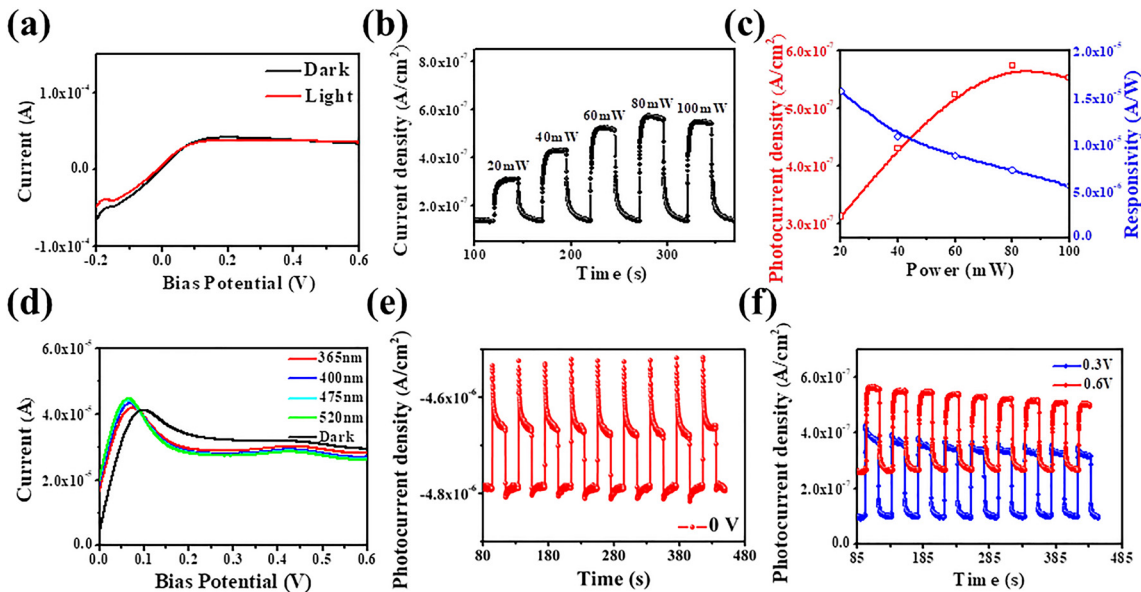 (a)
Dark
Light
1.0x10⁻⁴
0.0
-1.0x10⁻⁴
-0.2 0.0 0.2 0.4 0.6
Current (A)
Bias Potential (V)
(b)
8.0x10⁻⁷
6.0x10⁻⁷
4.0x10⁻⁷
2.0x10⁻⁷
20mW
40mW
60mW
80mW
100mW
100 200 300
Current density (A/cm²)
Time (s)
(c)
6.0x10⁻⁷
5.0x10⁻⁷
4.0x10⁻⁷
3.0x10⁻⁷
2.0x10⁻⁵
1.5x10⁻⁵
1.0x10⁻⁵
5.0x10⁻⁶
0.0
20 40 60 80 100
Photocurrent density (A/cm²)
Responsivity (A/W)
Power (mW)
(d)
6.0x10⁻⁵
4.0x10⁻⁵
2.0x10⁻⁵
0.0
365nm
400nm
475nm
520nm
Dark
0.0 0.1 0.2 0.3 0.4 0.5 0.6
Current (A)
Bias Potential (V)
(e)
-4.6x10⁻⁶
-4.8x10⁻⁶
0 V
80 180 280 380 480
Photocurrent density (A/cm²)
Time (s)
(f)
8.0x10⁻⁷
6.0x10⁻⁷
4.0x10⁻⁷
2.0x10⁻⁷
0.0
0.3V
0.6V
85 185 285 385 485
Photocurrent density (A/cm²)
Time (s)